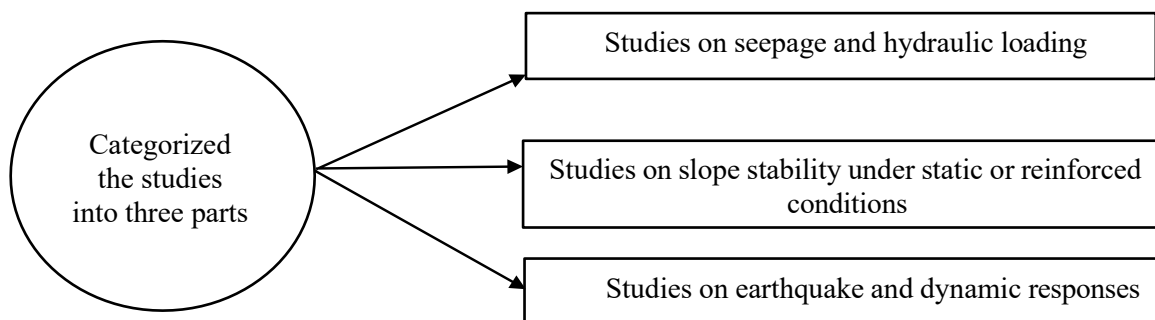 Categorized
the studies
into three parts
Studies on seepage and hydraulic loading
Studies on slope stability under static or reinforced
conditions
Studies on earthquake and dynamic responses